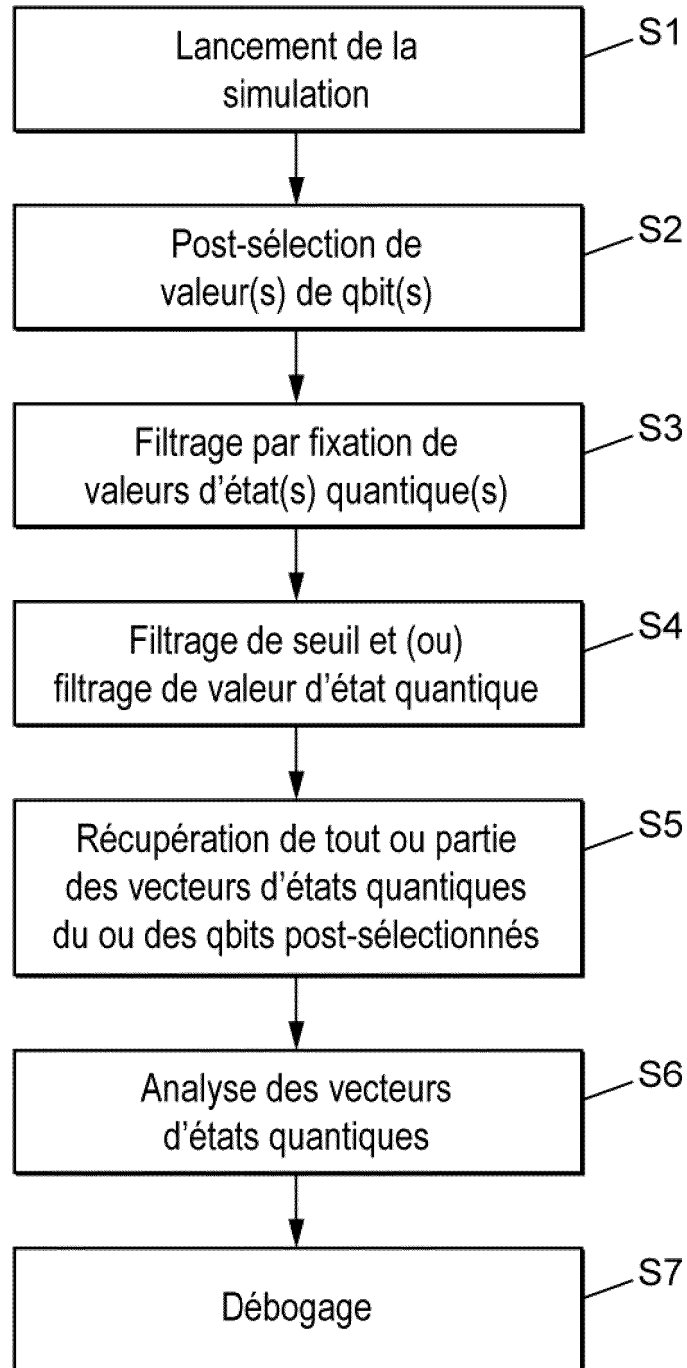 Lancement de la
simulation
S1
Post-sélection de
valeur(s) de qbit(s)
S2
Filtrage par fixation de
valeurs d'état(s) quantique(s)
S3
Filtrage de seuil et (ou)
filtrage de valeur d'état quantique
S4
Récupération de tout ou partie
des vecteurs d'états quantiques
du ou des qbits post-sélectionnés
S5
Analyse des vecteurs
d'états quantiques
S6
Débogage
S7